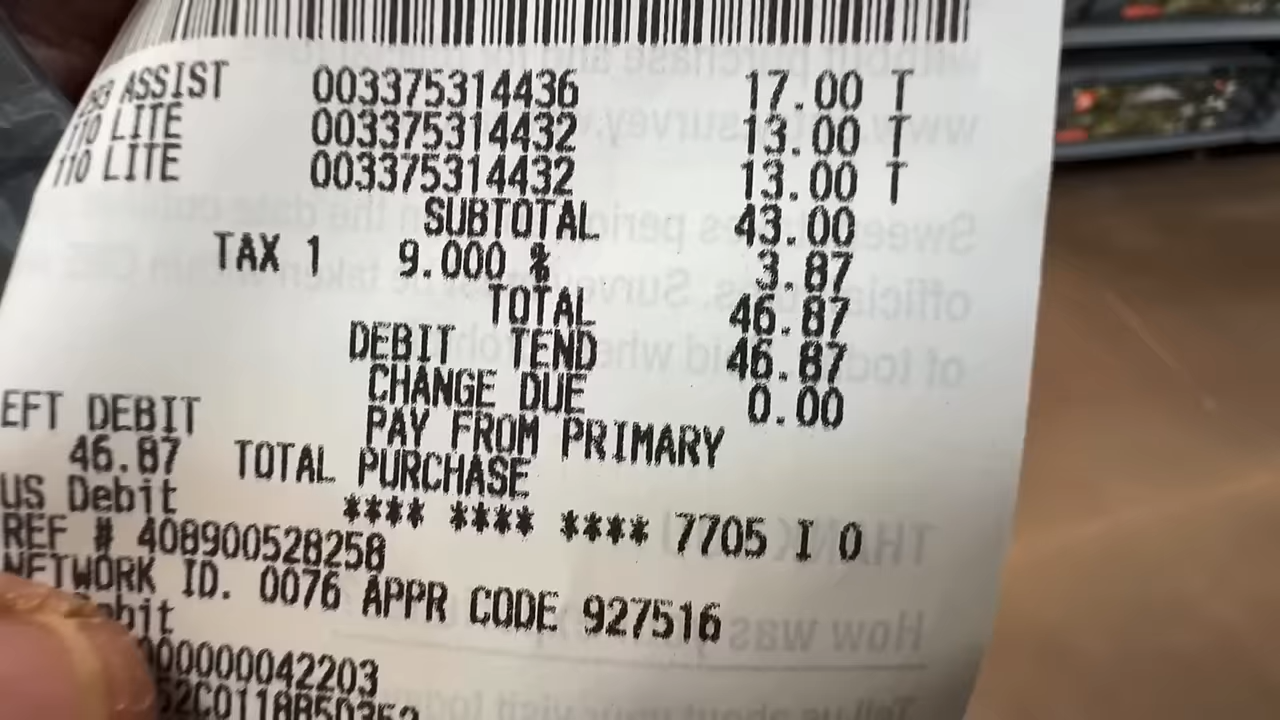 ASSIST 003375314436 17.00 T
110 LITE 003375314432 13.00 T
110 LITE 003375314432 13.00 T
SUBTOTAL 43.00
TAX 1 9.000 % 3.87
TOTAL 46.87
DEBIT TEND 46.87
CHANGE DUE 0.00
EFT DEBIT PAY FROM PRIMARY
46.87 TOTAL PURCHASE
US Debit **** **** **** 7705 I 0
REF # 408900528258
NETWORK ID. 0076 APPR CODE 927516